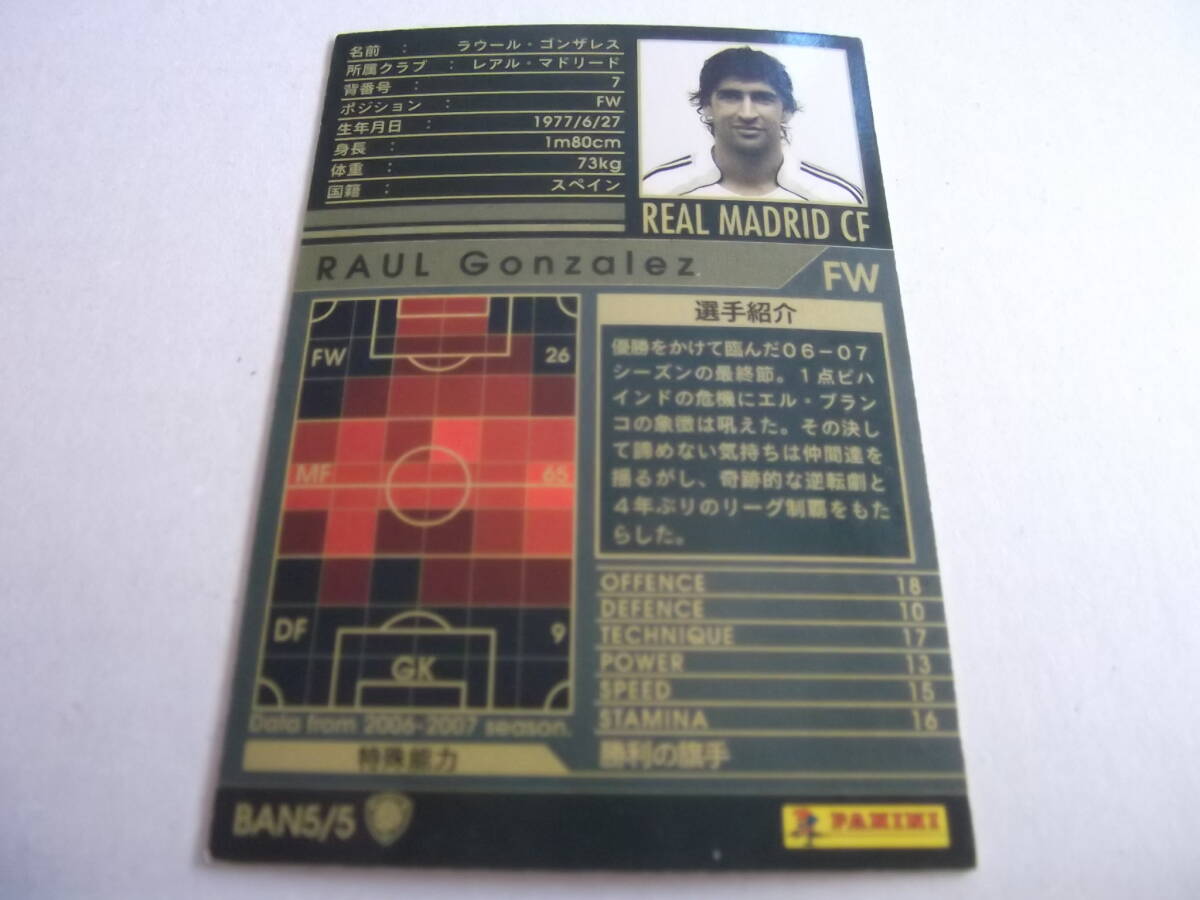 名前 : ラウール・ゴンザレス
所属クラブ : レアル・マドリード
背番号 : 7
ポジション : FW
生年月日 : 1977/6/27
身長 : 1m80cm
体重 : 73kg
国籍 : スペイン
REAL MADRID CF
RAUL Gonzalez
FW
FW 26
MF 65
DF 9
GK
Data from 2006-2007 season.
選手紹介
優勝をかけて臨んだ06-07
シーズンの最終節。1点ビハ
インドの危機にエル・ブラン
コの象徴は吼えた。その決し
て諦めない気持ちは仲間達を
揺るがし、奇跡的な逆転劇と
4年ぶりのリーグ制覇をもた
らした。
OFFENCE 18
DEFENCE 10
TECHNIQUE 17
POWER 13
SPEED 15
STAMINA 16
特殊能力
勝利の旗手
BAN5/5
PANINI